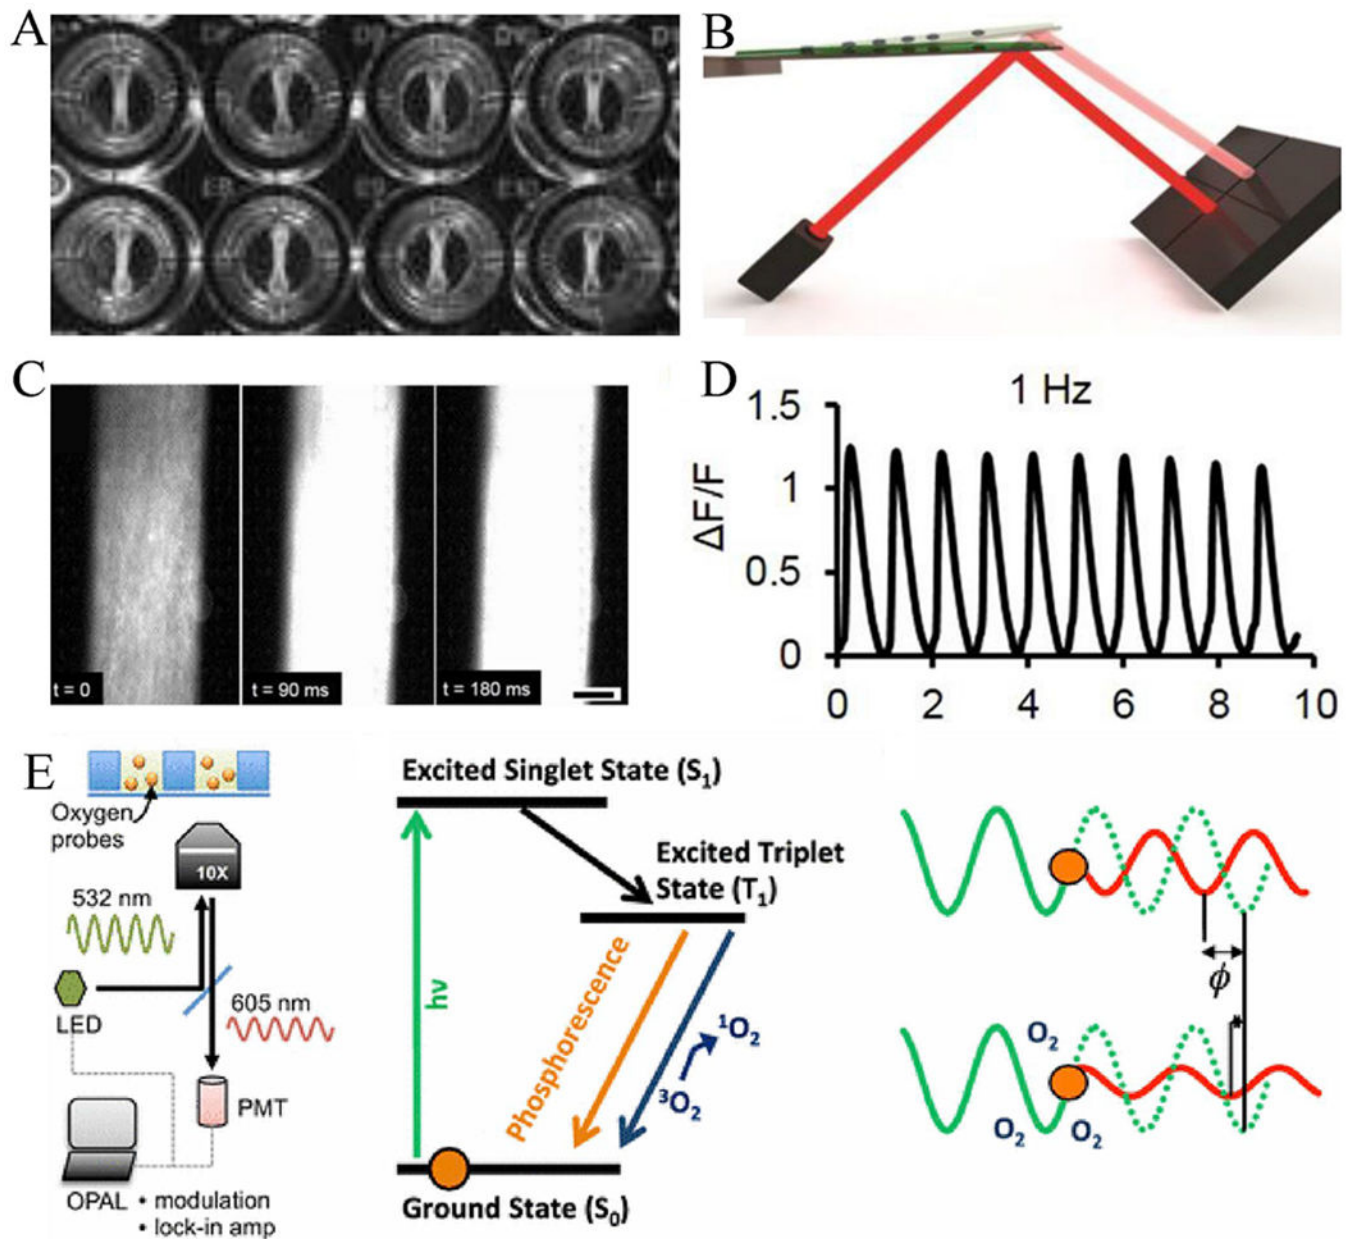 A
B
C
t = 0
t = 90 ms
t = 180 ms
D
1 Hz
ΔF/F
1.5
1
0.5
0
0
2
4
6
8
10
E
Oxygen
probes
10X
532 nm
LED
605 nm
PMT
OPAL • modulation
• lock-in amp
Excited Singlet State (S₁)
Excited Triplet
State (T₁)
hν
Phosphorescence
¹O₂
³O₂
Ground State (S₀)
ϕ
O₂
O₂
O₂